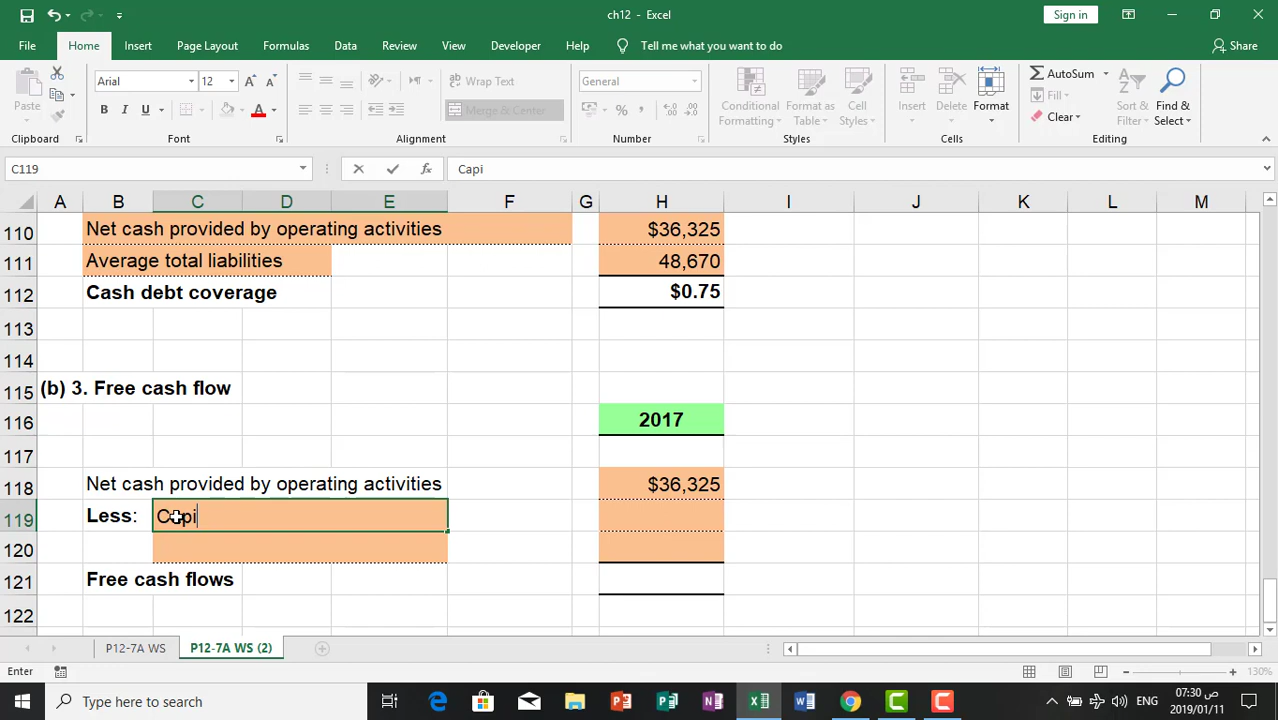 ch12 - Excel
Sign in
File Home Insert Page Layout Formulas Data Review View Developer Help Tell me what you want to do Share
Paste
Arial 12
B I U
Wrap Text
Merge & Center
General
Conditional Formatting
Format as Table
Cell Styles
Insert
Delete
Format
AutoSum
Fill
Clear
Sort & Filter
Find & Select
Clipboard Font Alignment Number Styles Cells Editing
C119 Capi
A B C D E F G H I J K L M
110 Net cash provided by operating activities $36,325
111 Average total liabilities 48,670
112 Cash debt coverage $0.75
113
114
115 (b) 3. Free cash flow
116 2017
117
118 Net cash provided by operating activities $36,325
119 Less: Capi
120
121 Free cash flows
122
P12-7A WS P12-7A WS (2)
Enter 130%
Type here to search
ENG
07:30 ص
2019/01/11